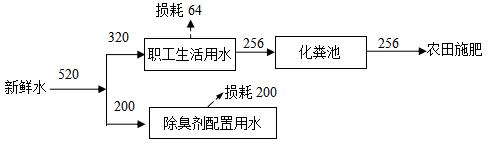 损耗 64
320
职工生活用水
256
化粪池
256
农田施肥
新鲜水
520
200
损耗 200
除臭剂配置用水